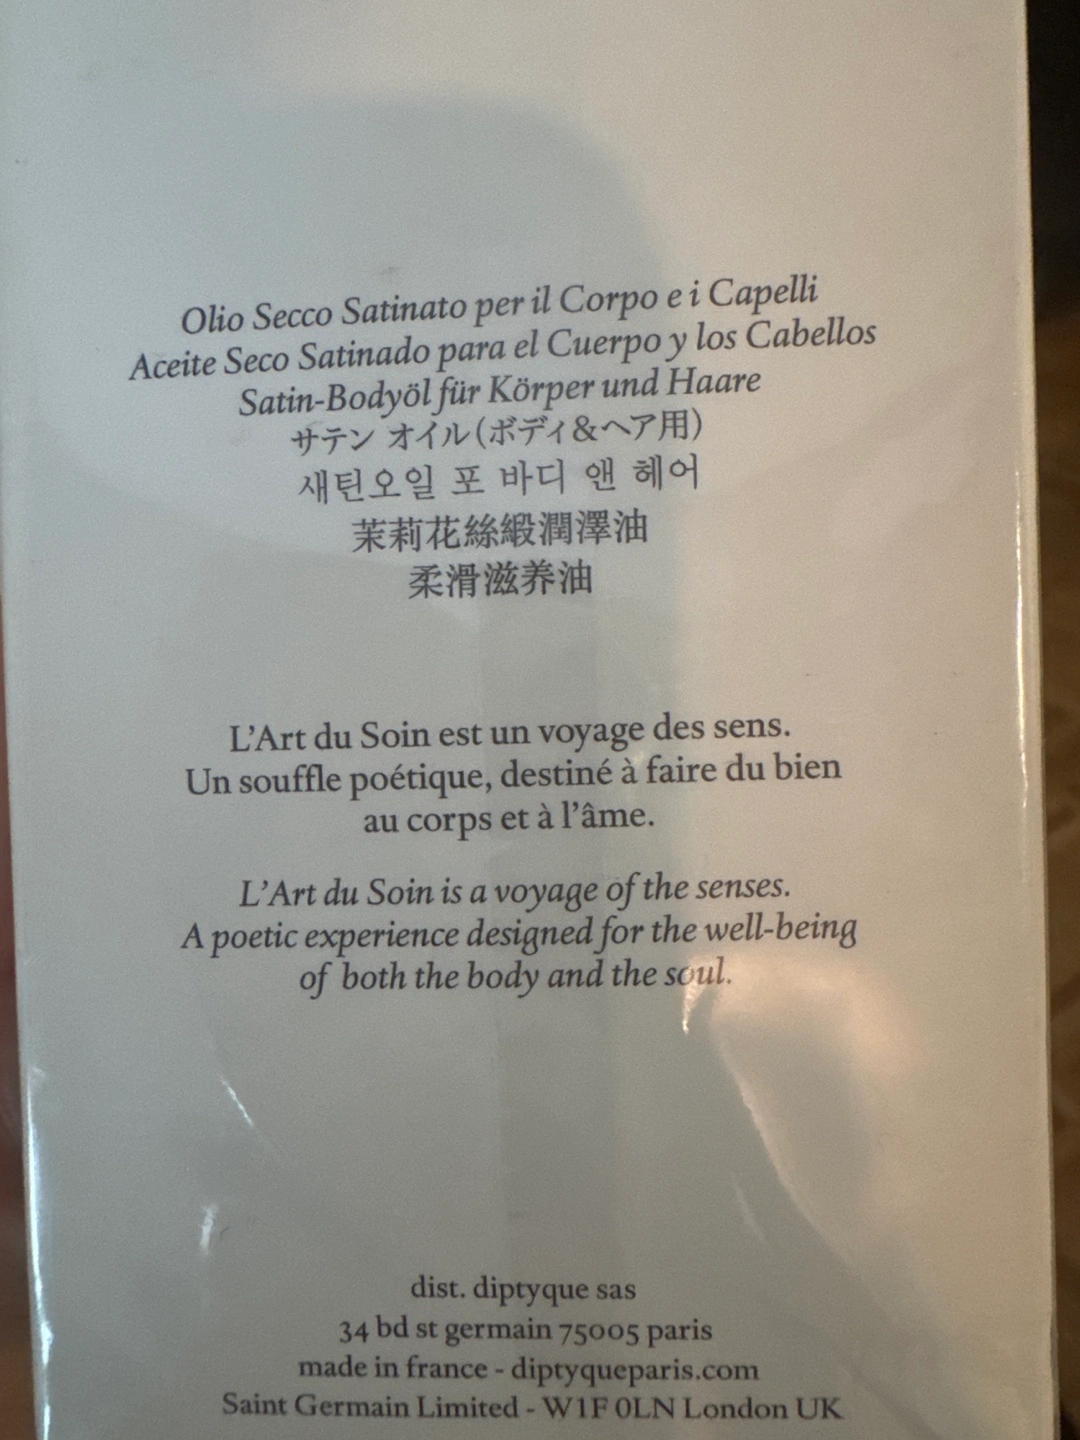 Olio Secco Satinato per il Corpo e i Capelli
Aceite Seco Satinado para el Cuerpo y los Cabellos
Satin-Bodyöl für Körper und Haare
サテン オイル(ボディ&ヘア用)
새틴오일 포 바디 앤 헤어
茉莉花絲緞潤澤油
柔滑滋养油
L'Art du Soin est un voyage des sens.
Un souffle poétique, destiné à faire du bien
au corps et à l'âme.
L'Art du Soin is a voyage of the senses.
A poetic experience designed for the well-being
of both the body and the soul.
dist. diptyque sas
34 bd st germain 75005 paris
made in france - diptyqueparis.com
Saint Germain Limited - W1F 0LN London UK